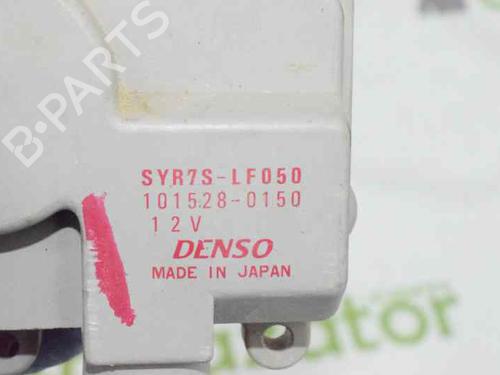 B·PARTS
SYR7S-LF050
101528-0150
12V
DENSO
MADE IN JAPAN